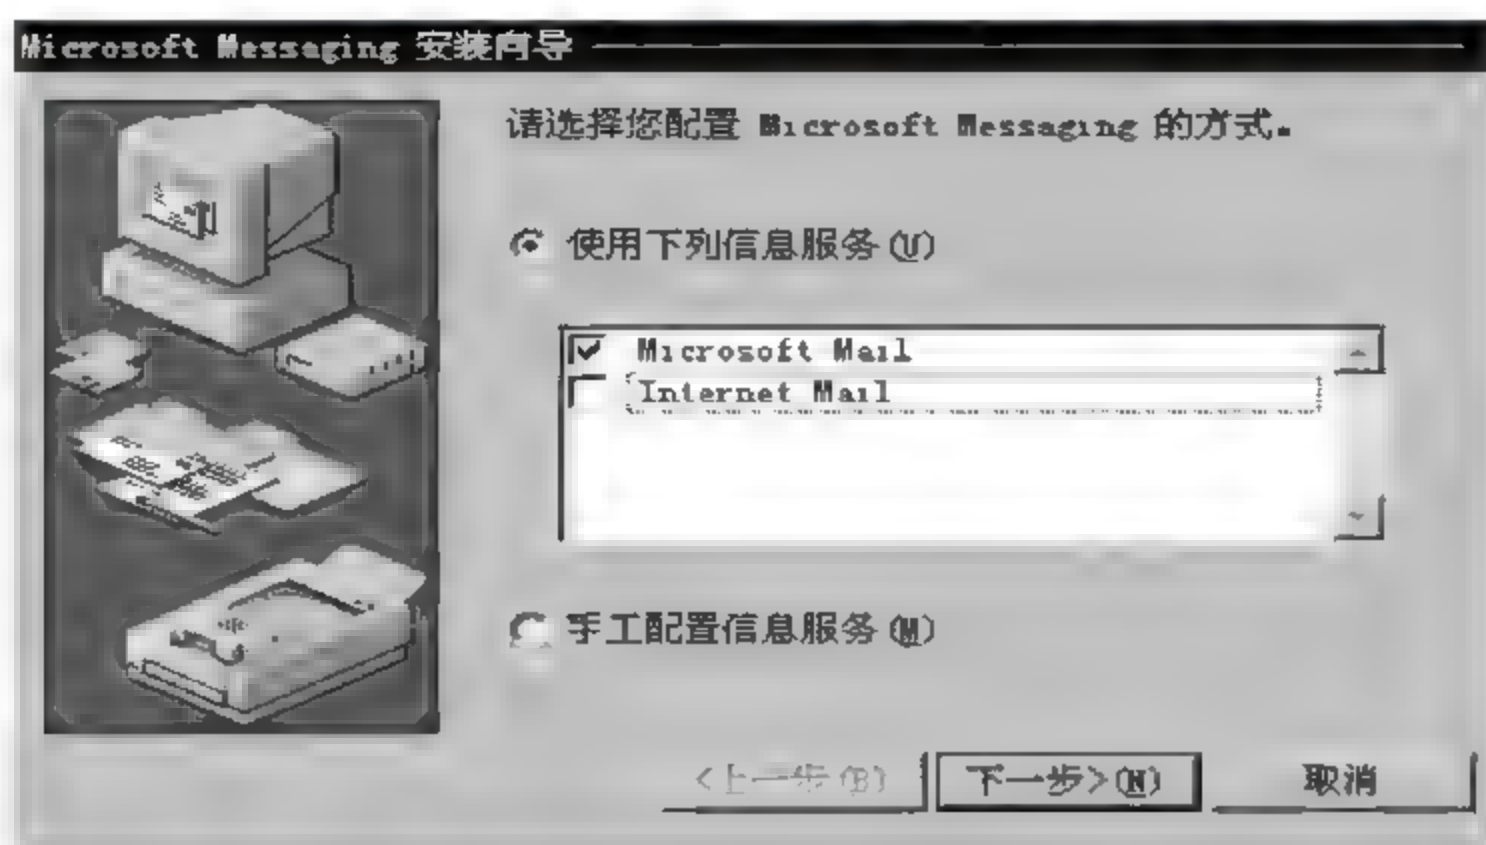 Microsoft Messaging 安装向导
请选择您配置 Microsoft Messaging 的方式。
使用下列信息服务(U)
Microsoft Mail
Internet Mail
手工配置信息服务(M)
<上一步(B) 下一步>(N) 取消